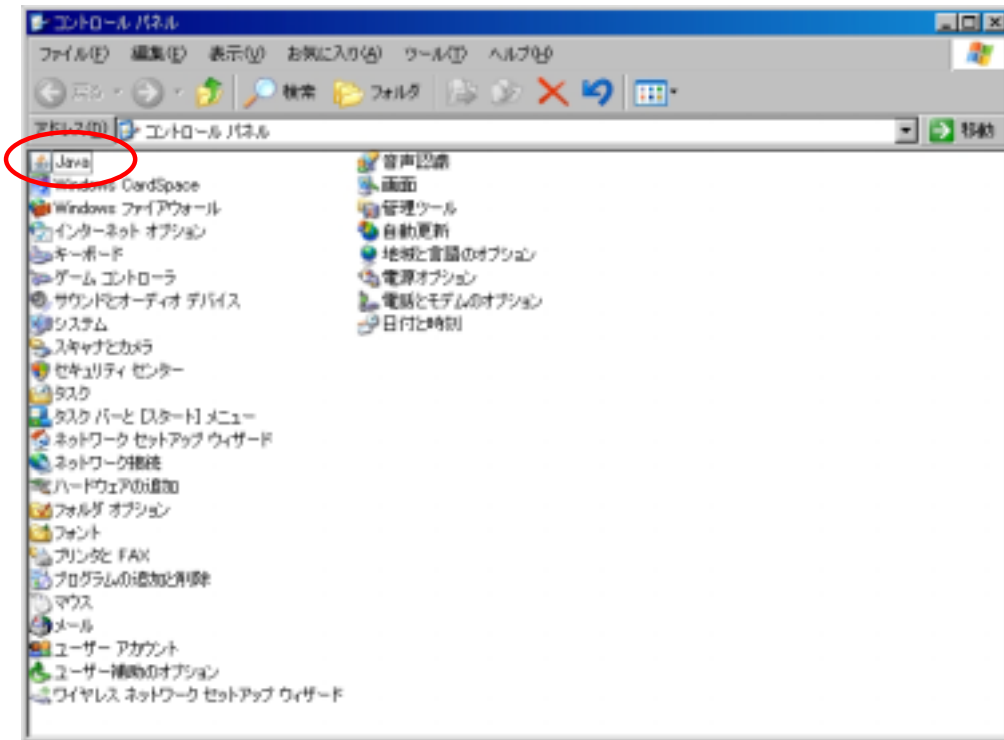 コントロール パネル
ファイル(F) 編集(E) 表示(V) お気に入り(A) ツール(T) ヘルプ(H)
戻る 検索 フォルダ
アドレス(D) コントロール パネル 移動
Java
Windows CardSpace
Windows ファイアウォール
インターネット オプション
キーボード
ゲーム コントローラ
サウンドとオーディオ デバイス
システム
スキャナとカメラ
セキュリティ センター
タスク
タスク バーと [スタート] メニュー
ネットワーク セットアップ ウィザード
ネットワーク接続
ハードウェアの追加
フォルダ オプション
フォント
プリンタと FAX
プログラムの追加と削除
マウス
メール
ユーザー アカウント
ユーザー補助のオプション
ワイヤレス ネットワーク セットアップ ウィザード
音声認識
画面
管理ツール
自動更新
地域と言語のオプション
電源オプション
電話とモデムのオプション
日付と時刻